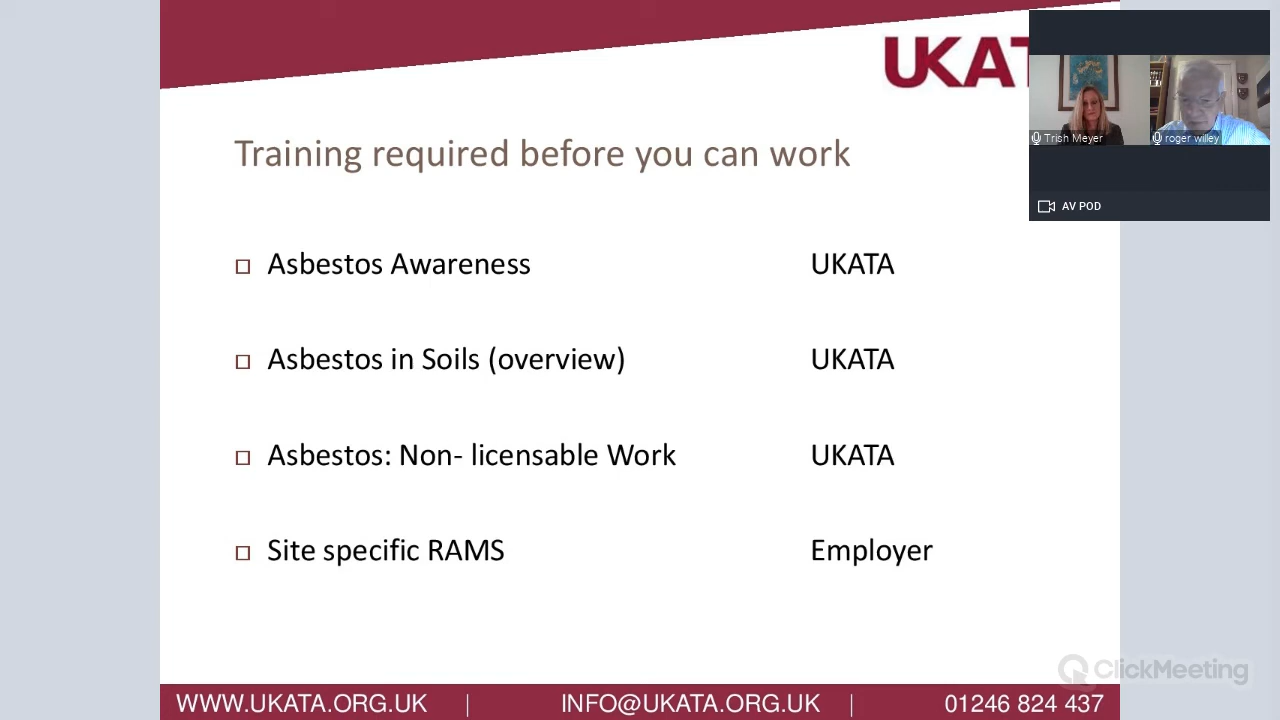 UKAT
Trish Meyer
roger willey
AV POD
Training required before you can work
Asbestos Awareness UKATA
Asbestos in Soils (overview) UKATA
Asbestos: Non- licensable Work UKATA
Site specific RAMS Employer
ClickMeeting
WWW.UKATA.ORG.UK | INFO@UKATA.ORG.UK | 01246 824 437